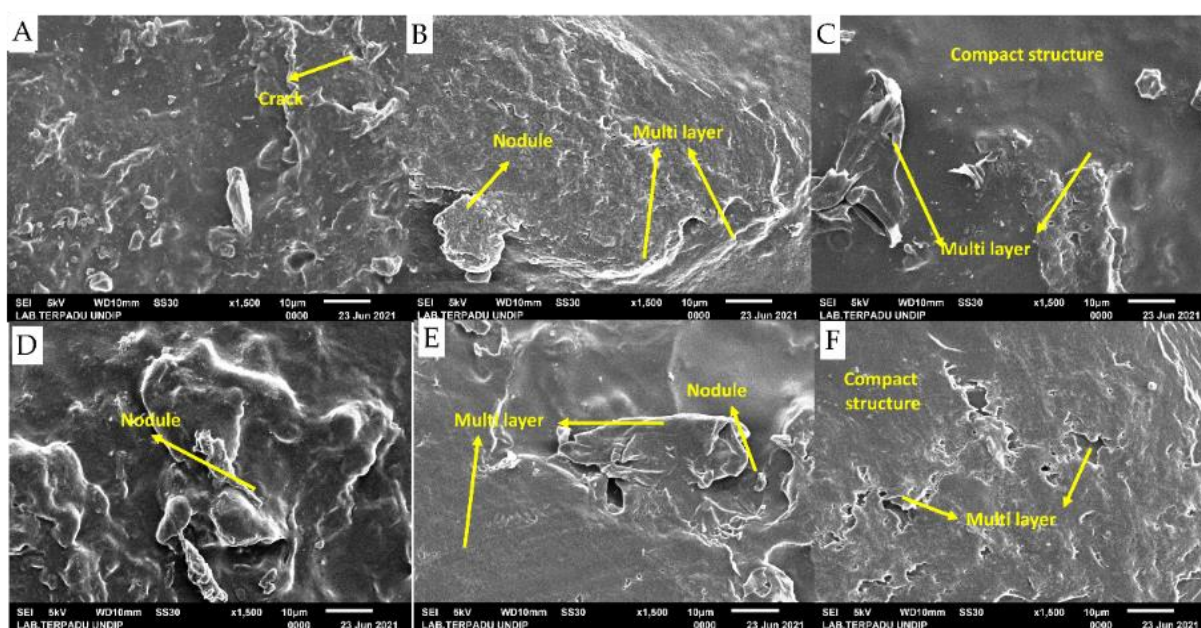 A
Crack
SEI 5kV WD10mm SS30 x1,500 10µm
LAB.TERPADU UNDIP 0000 23 Jun 2021
B
Nodule
Multi layer
SEI 5kV WD10mm SS30 x1,500 10µm
LAB.TERPADU UNDIP 0000 23 Jun 2021
C
Compact structure
Multi layer
SEI 5kV WD10mm SS30 x1,500 10µm
LAB.TERPADU UNDIP 0000 23 Jun 2021
D
Nodule
SEI 5kV WD10mm SS30 x1,500 10µm
LAB.TERPADU UNDIP 0000 23 Jun 2021
E
Nodule
Multi layer
SEI 5kV WD10mm SS30 x1,500 10µm
LAB.TERPADU UNDIP 0000 23 Jun 2021
F
Compact
structure
Multi layer
SEI 5kV WD10mm SS30 x1,500 10µm
LAB.TERPADU UNDIP 0000 23 Jun 2021